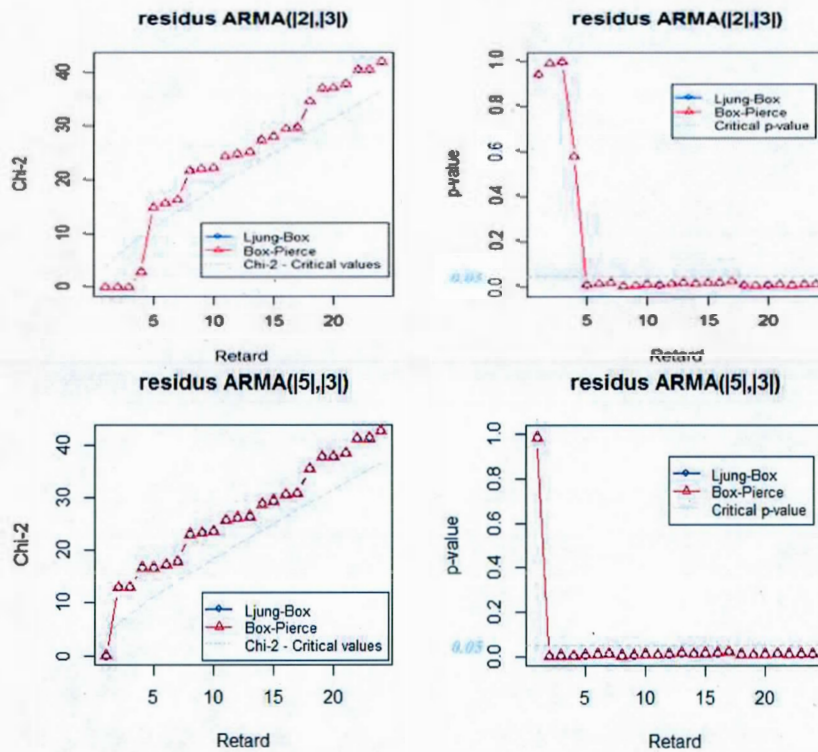 residus ARMA(|2|,|3|)
Chi-2
40
30
20
10
0
Ljung-Box
Box-Pierce
Chi-2 - Critical values
5
10
15
20
Retard
residus ARMA(|2|,|3|)
p-value
1.0
0.8
0.6
0.4
0.2
0.0
0.05
Ljung-Box
Box-Pierce
Critical p-value
5
10
15
20
Retard
residus ARMA(|5|,|3|)
Chi-2
40
30
20
10
0
Ljung-Box
Box-Pierce
Chi-2 - Critical values
5
10
15
20
Retard
residus ARMA(|5|,|3|)
p-value
1.0
0.8
0.6
0.4
0.2
0.0
0.05
Ljung-Box
Box-Pierce
Critical p-value
5
10
15
20
Retard